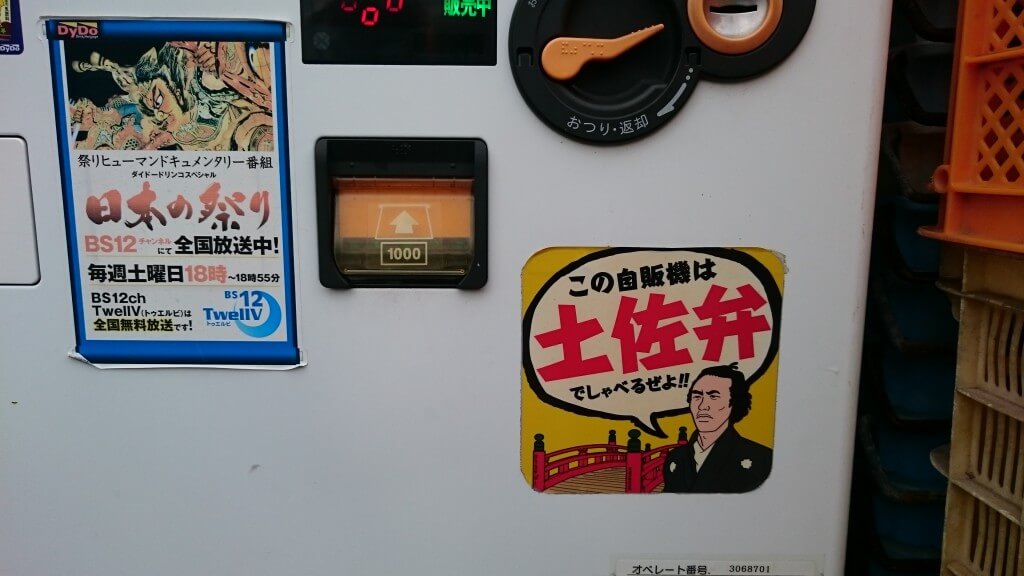 DyDo
祭りヒューマンドキュメンタリー番組
ダイドードリンコスペシャル
日本の祭り
BS12チャンネルにて全国放送中!
毎週土曜日18時～18時55分
BS12ch
TwellV(トゥエルビ)は
全国無料放送です!
BS12
TwellV
トゥエルビ
販売中
1000
おつり・返却
この自販機は
土佐弁
でしゃべるぜよ!!
オペレート番号. 3068701